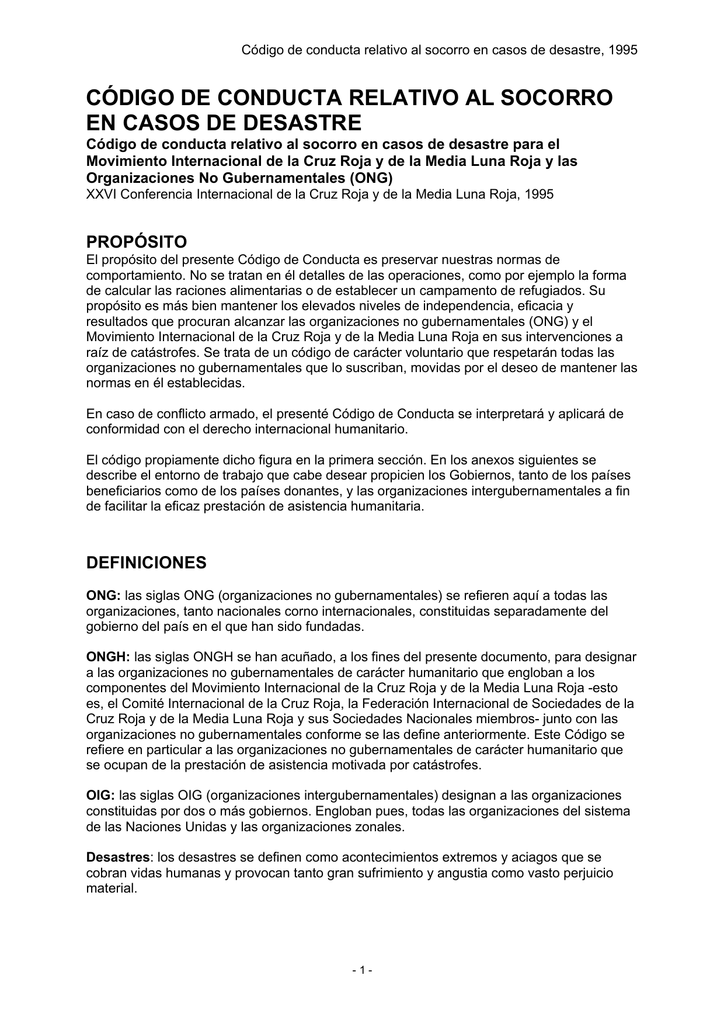 Código de conducta relativo al socorro en casos de desastre, 1995
CÓDIGO DE CONDUCTA RELATIVO AL SOCORRO
EN CASOS DE DESASTRE
Código de conducta relativo al socorro en casos de desastre para el
Movimiento Internacional de la Cruz Roja y de la Media Luna Roja y las
Organizaciones No Gubernamentales (ONG)
XXVI Conferencia Internacional de la Cruz Roja y de la Media Luna Roja, 1995
PROPÓSITO
El propósito del presente Código de Conducta es preservar nuestras normas de
comportamiento. No se tratan en él detalles de las operaciones, como por ejemplo la forma
de calcular las raciones alimentarias o de establecer un campamento de refugiados. Su
propósito es más bien mantener los elevados niveles de independencia, eficacia y
resultados que procuran alcanzar las organizaciones no gubernamentales (ONG) y el
Movimiento Internacional de la Cruz Roja y de la Media Luna Roja en sus intervenciones a
raíz de catástrofes. Se trata de un código de carácter voluntario que respetarán todas las
organizaciones no gubernamentales que lo suscriban, movidas por el deseo de mantener las
normas en él establecidas.
En caso de conflicto armado, el presenté Código de Conducta se interpretará y aplicará de
conformidad con el derecho internacional humanitario.
El código propiamente dicho figura en la primera sección. En los anexos siguientes se
describe el entorno de trabajo que cabe desear propicien los Gobiernos, tanto de los países
beneficiarios como de los países donantes, y las organizaciones intergubernamentales a fin
de facilitar la eficaz prestación de asistencia humanitaria.
DEFINICIONES
ONG: las siglas ONG (organizaciones no gubernamentales) se refieren aquí a todas las
organizaciones, tanto nacionales corno internacionales, constituidas separadamente del
gobierno del país en el que han sido fundadas.
ONGH: las siglas ONGH se han acuñado, a los fines del presente documento, para designar
a las organizaciones no gubernamentales de carácter humanitario que engloban a los
componentes del Movimiento Internacional de la Cruz Roja y de la Media Luna Roja -esto
es, el Comité Internacional de la Cruz Roja, la Federación Internacional de Sociedades de la
Cruz Roja y de la Media Luna Roja y sus Sociedades Nacionales miembros- junto con las
organizaciones no gubernamentales conforme se las define anteriormente. Este Código se
refiere en particular a las organizaciones no gubernamentales de carácter humanitario que
se ocupan de la prestación de asistencia motivada por catástrofes.
OIG: las siglas OIG (organizaciones intergubernamentales) designan a las organizaciones
constituidas por dos o más gobiernos. Engloban pues, todas las organizaciones del sistema
de las Naciones Unidas y las organizaciones zonales.
Desastres: los desastres se definen como acontecimientos extremos y aciagos que se
cobran vidas humanas y provocan tanto gran sufrimiento y angustia como vasto perjuicio
material.
- 1 -